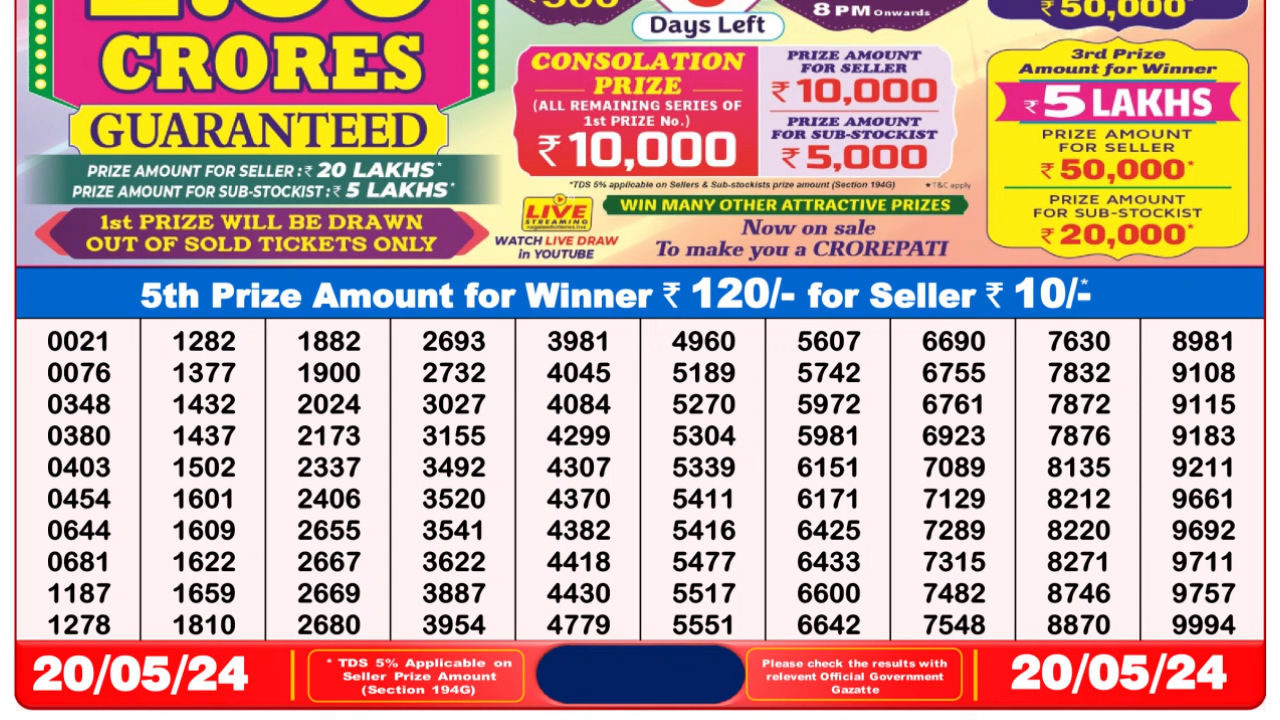 CRORES
GUARANTEED
PRIZE AMOUNT FOR SELLER :₹ 20 LAKHS*
PRIZE AMOUNT FOR SUB-STOCKIST :₹ 5 LAKHS*
1st PRIZE WILL BE DRAWN
OUT OF SOLD TICKETS ONLY
Days Left
8 PM Onwards
₹ 50,000*
CONSOLATION
PRIZE
(ALL REMAINING SERIES OF
1st PRIZE No.)
₹ 10,000
PRIZE AMOUNT
FOR SELLER
₹ 10,000
PRIZE AMOUNT
FOR SUB-STOCKIST
₹ 5,000
*TDS 5% applicable on Sellers & Sub-stockists prize amount (Section 194G)
★T&C apply
LIVE
STREAMING
WATCH LIVE DRAW
in YOUTUBE
WIN MANY OTHER ATTRACTIVE PRIZES
Now on sale
To make you a CROREPATI
3rd Prize
Amount for Winner
₹ 5 LAKHS
PRIZE AMOUNT
FOR SELLER
₹ 50,000*
PRIZE AMOUNT
FOR SUB-STOCKIST
₹ 20,000*
5th Prize Amount for Winner ₹ 120/- for Seller ₹ 10/-*
0021 1282 1882 2693 3981 4960 5607 6690 7630 8981
0076 1377 1900 2732 4045 5189 5742 6755 7832 9108
0348 1432 2024 3027 4084 5270 5972 6761 7872 9115
0380 1437 2173 3155 4299 5304 5981 6923 7876 9183
0403 1502 2337 3492 4307 5339 6151 7089 8135 9211
0454 1601 2406 3520 4370 5411 6171 7129 8212 9661
0644 1609 2655 3541 4382 5416 6425 7289 8220 9692
0681 1622 2667 3622 4418 5477 6433 7315 8271 9711
1187 1659 2669 3887 4430 5517 6600 7482 8746 9757
1278 1810 2680 3954 4779 5551 6642 7548 8870 9994
20/05/24
* TDS 5% Applicable on
Seller Prize Amount
(Section 194G)
Please check the results with
relevent Official Government
Gazatte
20/05/24